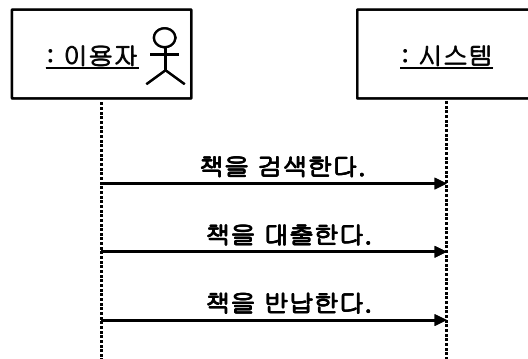 : 이용자
: 시스템
책을 검색한다.
책을 대출한다.
책을 반납한다.